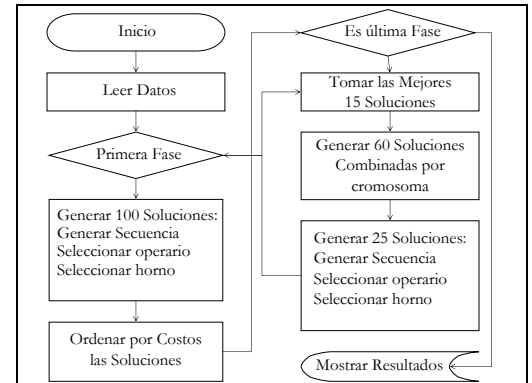 Inicio
Leer Datos
Primera Fase
Generar 100 Soluciones:
Generar Secuencia
Seleccionar operario
Seleccionar horno
Ordenar por Costos
las Soluciones
Es última Fase
Tomar las Mejores
15 Soluciones
Generar 60 Soluciones
Combinadas por
cromosoma
Generar 25 Soluciones:
Generar Secuencia
Seleccionar operario
Seleccionar horno
Mostrar Resultados